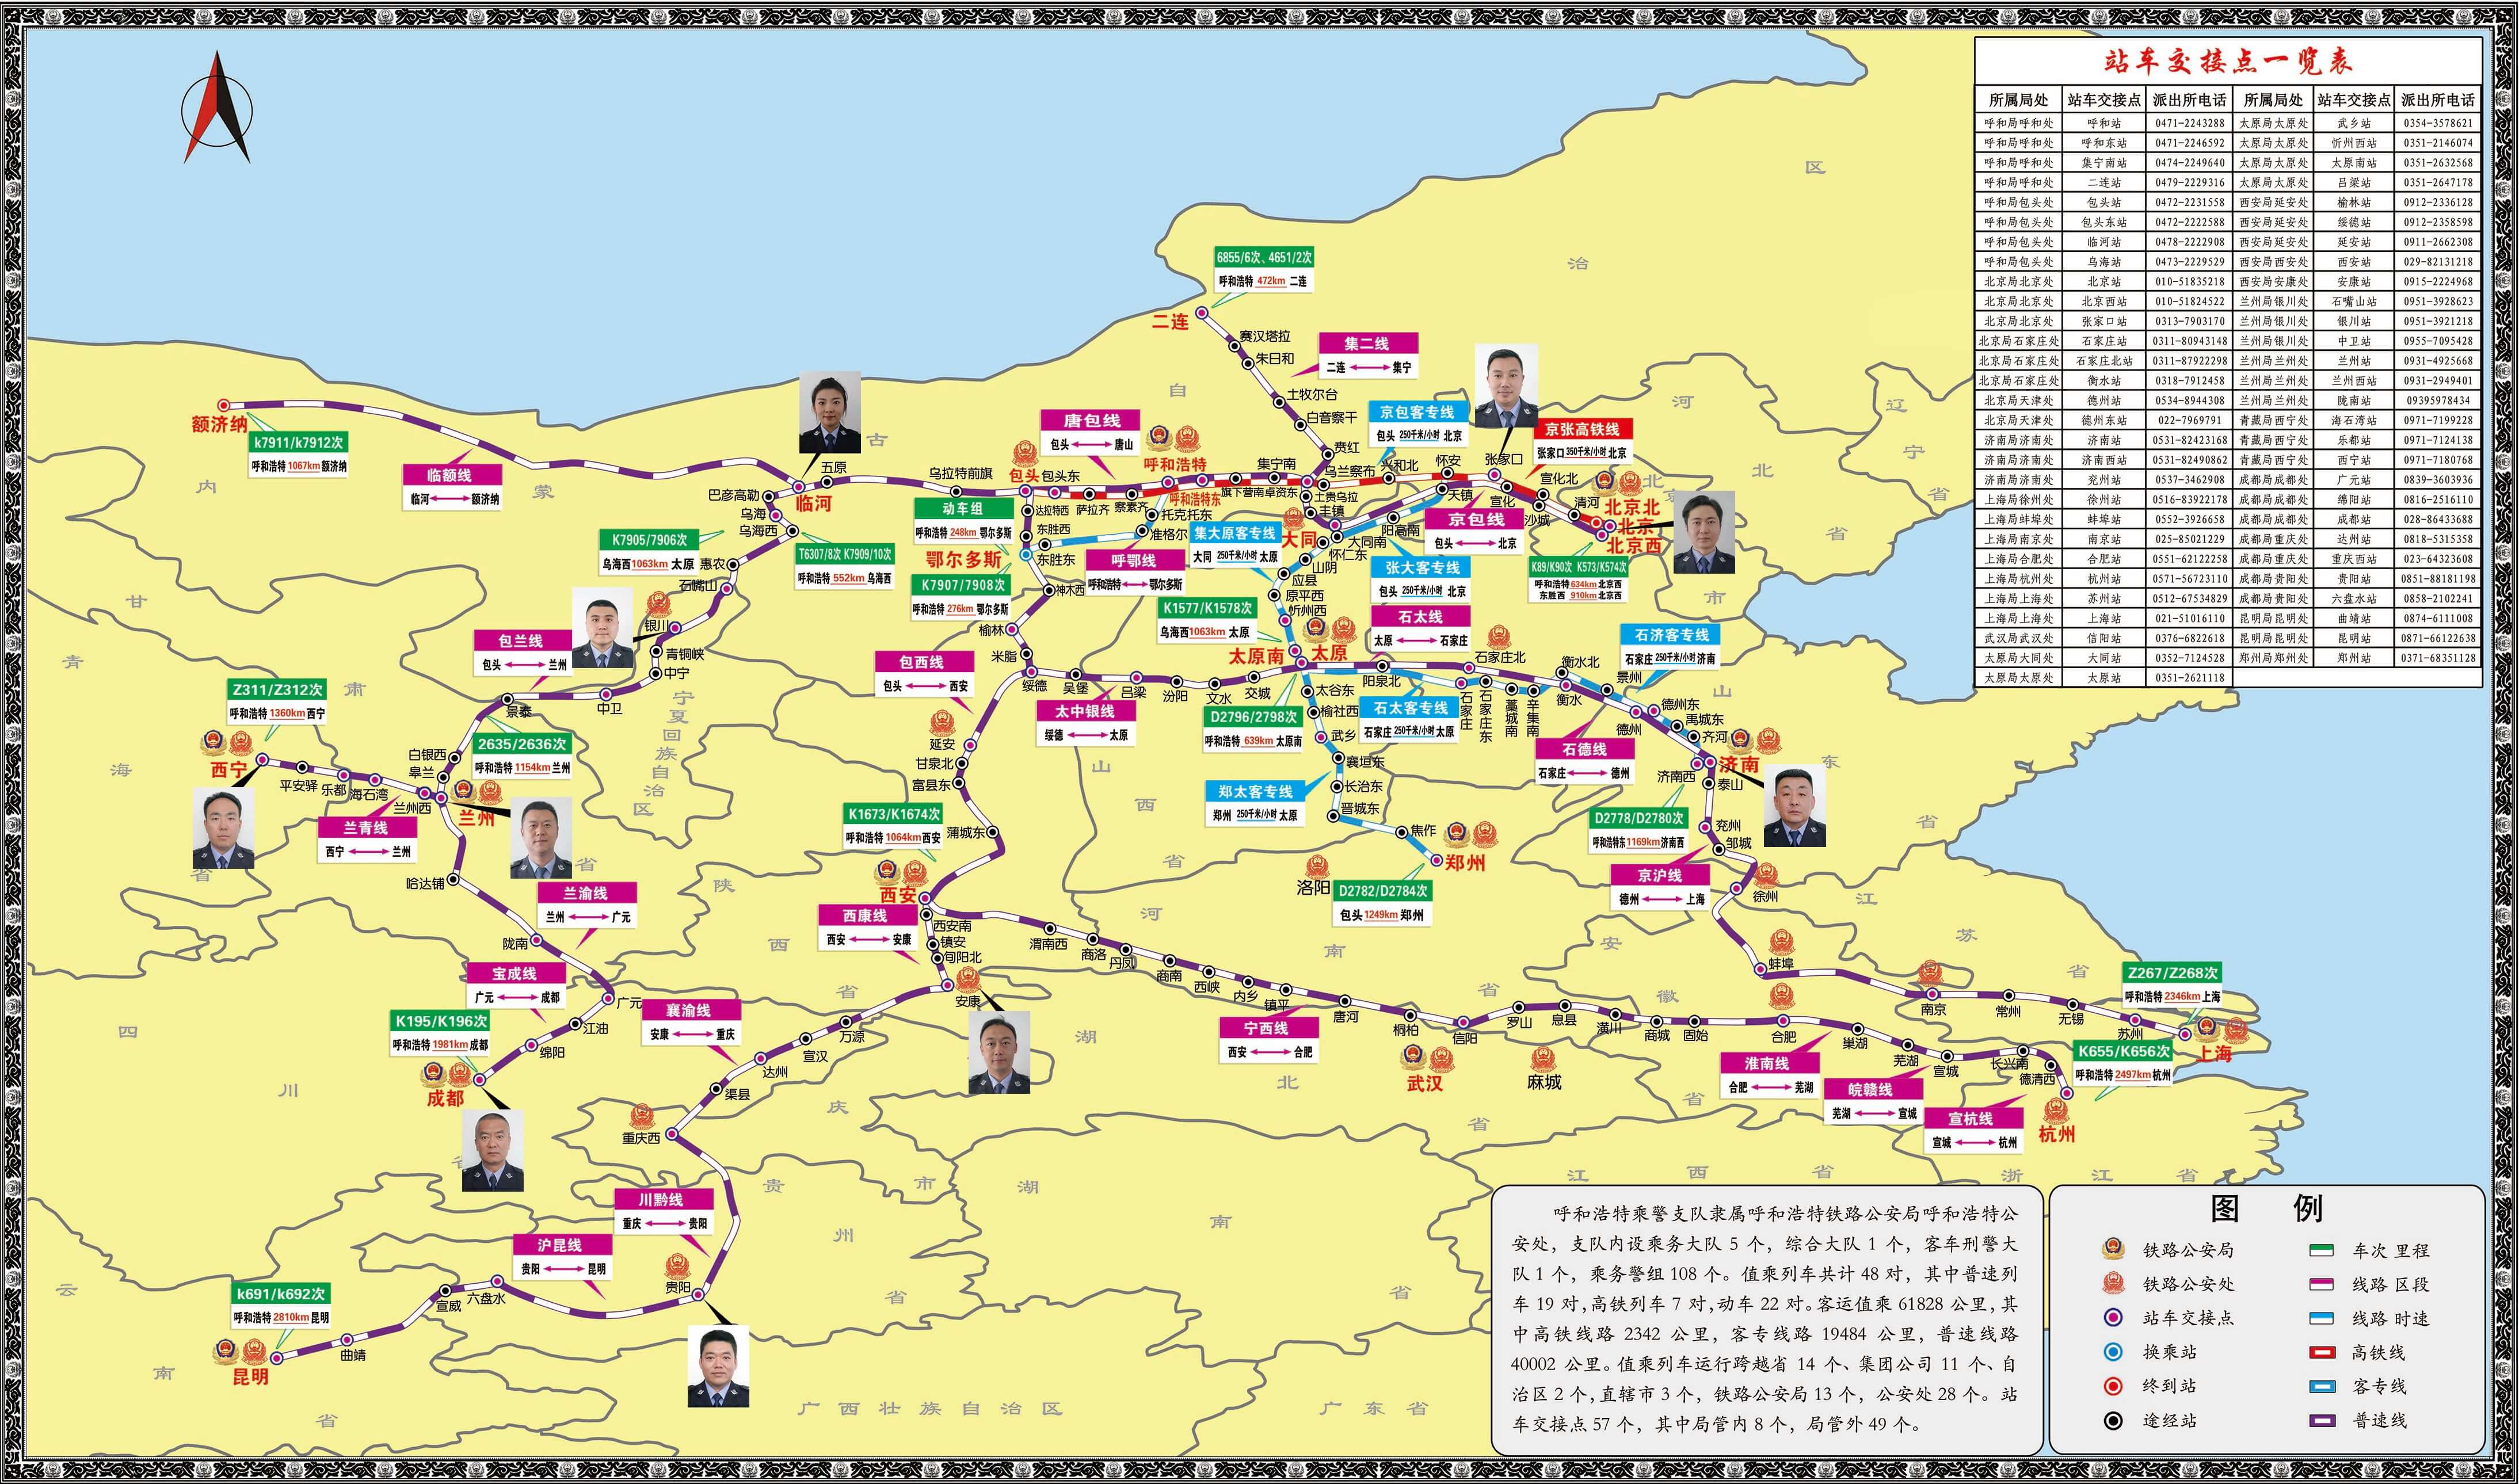 站车交接点一览表
所属局处 站车交接点 派出所电话 所属局处 站车交接点 派出所电话
呼和局呼和处 呼和站 0471-2243288 太原局太原处 武乡站 0354-3578621
呼和局呼和处 呼和东站 0471-2246592 太原局太原处 忻州西站 0351-2146074
呼和局呼和处 集宁南站 0474-2249640 太原局太原处 太原南站 0351-2632568
呼和局呼和处 二连站 0479-2229316 太原局太原处 吕梁站 0351-2647178
呼和局包头处 包头站 0472-2231558 西安局延安处 榆林站 0912-2336128
呼和局包头处 包头东站 0472-2222588 西安局延安处 绥德站 0912-2358598
呼和局包头处 临河站 0478-2222908 西安局延安处 延安站 0911-2662308
呼和局包头处 乌海站 0473-2229529 西安局西安处 西安站 029-82131218
北京局北京处 北京站 010-51835218 西安局安康处 安康站 0915-2224968
北京局北京处 北京西站 010-51824522 兰州局银川处 石嘴山站 0951-3928623
北京局北京处 张家口站 0313-7903170 兰州局银川处 银川站 0951-3921218
北京局石家庄处 石家庄站 0311-80943148 兰州局银川处 中卫站 0955-7095428
北京局石家庄处 石家庄北站 0311-87922298 兰州局兰州处 兰州站 0931-4925668
北京局石家庄处 衡水站 0318-7912458 兰州局兰州处 兰州西站 0931-2949401
北京局天津处 德州站 0534-8944308 兰州局兰州处 陇南站 09395978434
北京局天津处 德州东站 022-7969791 青藏局西宁处 海石湾站 0971-7199228
济南局济南处 济南站 0531-82423168 青藏局西宁处 乐都站 0971-7124138
济南局济南处 济南西站 0531-82490862 青藏局西宁处 西宁站 0971-7180768
济南局济南处 兖州站 0537-3462908 成都局成都处 广元站 0839-3603936
上海局徐州处 徐州站 0516-83922178 成都局成都处 绵阳站 0816-2516110
上海局蚌埠处 蚌埠站 0552-3926658 成都局成都处 成都站 028-86433688
上海局南京处 南京站 025-85021229 成都局重庆处 达州站 0818-5315358
上海局合肥处 合肥站 0551-62122258 成都局重庆处 重庆西站 023-64323608
上海局杭州处 杭州站 0571-56723110 成都局贵阳处 贵阳站 0851-88181198
上海局上海处 苏州站 0512-67534829 成都局贵阳处 六盘水站 0858-2102241
上海局上海处 上海站 021-51016110 昆明局昆明处 曲靖站 0874-6111008
武汉局武汉处 信阳站 0376-6822618 昆明局昆明处 昆明站 0871-66122638
太原局大同处 大同站 0352-7124528 郑州局郑州处 郑州站 0371-68351128
太原局太原处 太原站 0351-2621118
6855/6次、4651/2次
呼和浩特 472km 二连
二连
赛汉塔拉
朱日和
土牧尔台
白音察干
贲红
集二线
二连 集宁
额济纳
k7911/k7912次
呼和浩特 1067km 额济纳
临额线
临河 额济纳
临河
五原
乌拉特前旗
包头
包头东
萨拉齐
察素齐
呼和浩特
呼和浩特东
旗下营南
卓资东
集宁南
乌兰察布
兴和北
怀安
张家口
宣化北
清河
北京北
北京
北京西
唐包线
包头 唐山
京包客专线
包头 250千米/小时 北京
京张高铁线
张家口 350千米/小时 北京
土贵乌拉
丰镇
大同
大同南
阳高南
天镇
宣化
沙城
京包线
包头 北京
K89/K90次 K573/K574次
呼和浩特 634km 北京西
东胜西 910km 北京西
巴彦高勒
乌海
乌海西
惠农
石嘴山
银川
青铜峡
中宁
中卫
景泰
白银西
皋兰
K7905/7906次
乌海西 1063km 太原
T6307/8次 K7909/10次
呼和浩特 552km 乌海西
动车组
呼和浩特 248km 鄂尔多斯
达拉特西
东胜西
鄂尔多斯
东胜东
准格尔
托克托东
呼鄂线
呼和浩特 鄂尔多斯
K7907/7908次
呼和浩特 276km 鄂尔多斯
集大原客专线
大同 250千米/小时 太原
张大客专线
包头 250千米/小时 北京
怀仁东
山阴
应县
原平西
忻州西
K1577/K1578次
乌海西 1063km 太原
太原南
太原
石太线
太原 石家庄
石家庄北
阳泉北
石家庄
石家庄东
藁城南
辛集南
衡水北
衡水
景州
石济客专线
石家庄 250千米/小时 济南
德州
德州东
禹城东
齐河
济南
济南西
泰山
兖州
邹城
徐州
蚌埠
南京
常州
无锡
苏州
上海
神木西
榆林
米脂
绥德
吴堡
吕梁
汾阳
文水
交城
包兰线
包头 兰州
包西线
包头 西安
太中银线
绥德 太原
D2796/2798次
呼和浩特 639km 太原南
石太客专线
石家庄 250千米/小时 太原
石德线
石家庄 德州
太谷东
榆社西
武乡
襄垣东
长治东
晋城东
焦作
郑州
郑太客专线
郑州 250千米/小时 太原
D2782/D2784次
包头 1249km 郑州
洛阳
D2778/D2780次
呼和浩特东 1169km 济南西
京沪线
德州 上海
Z311/Z312次
呼和浩特 1360km 西宁
西宁
平安驿
乐都
海石湾
兰州西
兰州
2635/2636次
呼和浩特 1154km 兰州
兰青线
西宁 兰州
哈达铺
陇南
广元
江油
绵阳
成都
兰渝线
兰州 广元
宝成线
广元 成都
K195/K196次
呼和浩特 1981km 成都
延安
甘泉北
富县东
蒲城东
K1673/K1674次
呼和浩特 1064km 西安
西安
西安南
镇安
旬阳北
安康
西康线
西安 安康
襄渝线
安康 重庆
万源
宣汉
达州
渠县
重庆西
渭南西
商洛
丹凤
商南
西峡
内乡
镇平
唐河
桐柏
信阳
罗山
息县
潢川
商城
固始
合肥
巢湖
芜湖
宣城
长兴南
德清西
杭州
武汉
麻城
宁西线
西安 合肥
淮南线
合肥 芜湖
皖赣线
芜湖 宣城
宣杭线
宣城 杭州
Z267/Z268次
呼和浩特 2346km 上海
K655/K656次
呼和浩特 2497km 杭州
川黔线
重庆 贵阳
沪昆线
贵阳 昆明
贵阳
六盘水
宣威
曲靖
昆明
k691/k692次
呼和浩特 2810km 昆明
内蒙古自治区
甘肃省
青海省
宁夏回族自治区
陕西省
山西省
河北省
北京市
辽宁省
山东省
河南省
江苏省
安徽省
湖北省
四川省
重庆市
贵州省
湖南省
江西省
浙江省
云南省
广西壮族自治区
广东省
呼和浩特乘警支队隶属呼和浩特铁路公安局呼和浩特公
安处，支队内设乘务大队 5 个，综合大队 1 个，客车刑警大
队 1 个，乘务警组 108 个。值乘列车共计 48 对，其中普速列
车 19 对,高铁列车 7 对,动车 22 对。客运值乘 61828 公里,其
中高铁线路 2342 公里，客专线路 19484 公里，普速线路
40002 公里。值乘列车运行跨越省 14 个、集团公司 11 个、自
治区 2 个,直辖市 3 个，铁路公安局 13 个，公安处 28 个。站
车交接点 57 个，其中局管内 8 个，局管外 49 个。
图 例
铁路公安局 车次 里程
铁路公安处 线路 区段
站车交接点 线路 时速
换乘站 高铁线
终到站 客专线
途经站 普速线